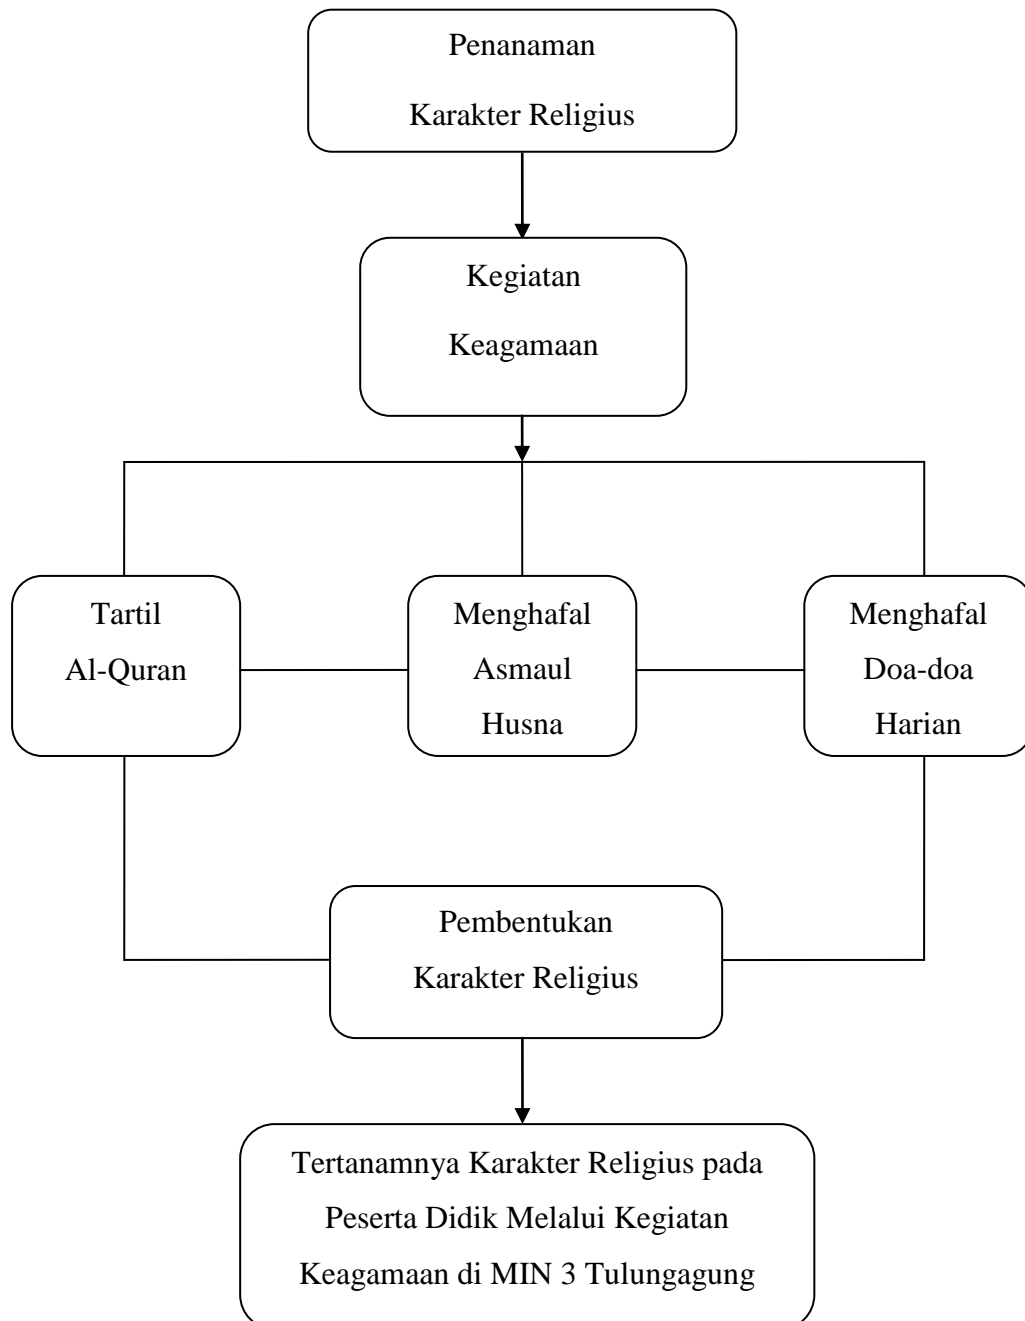 Penanaman
Karakter Religius
Kegiatan
Keagamaan
Tartil
Al-Quran
Menghafal
Asmaul
Husna
Menghafal
Doa-doa
Harian
Pembentukan
Karakter Religius
Tertanamnya Karakter Religius pada
Peserta Didik Melalui Kegiatan
Keagamaan di MIN 3 Tulungagung